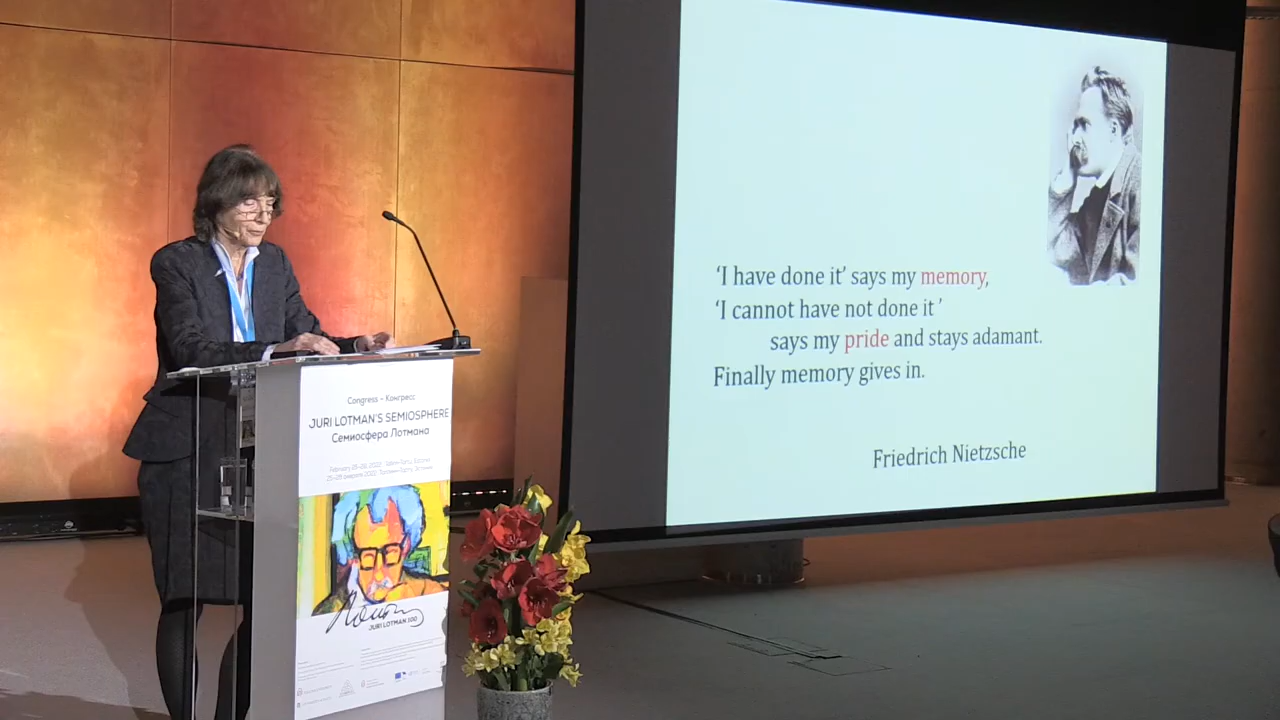 ‘I have done it’ says my memory,
‘I cannot have not done it ’
says my pride and stays adamant.
Finally memory gives in.
Friedrich Nietzsche
Congress – Конгресс
JURI LOTMAN'S SEMIOSPHERE
Семиосфера Лотмана
JURI LOTMAN 100